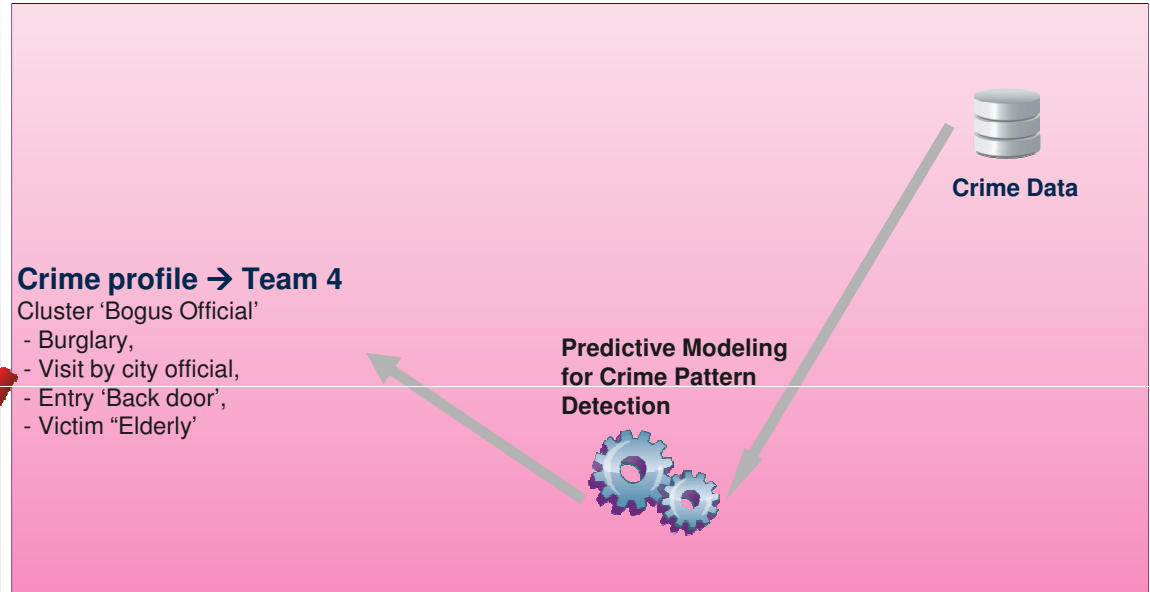 Crime Data
Crime profile → Team 4
Cluster ‘Bogus Official’
- Burglary,
- Visit by city official,
- Entry ‘Back door’,
- Victim “Elderly’
Predictive Modeling
for Crime Pattern
Detection